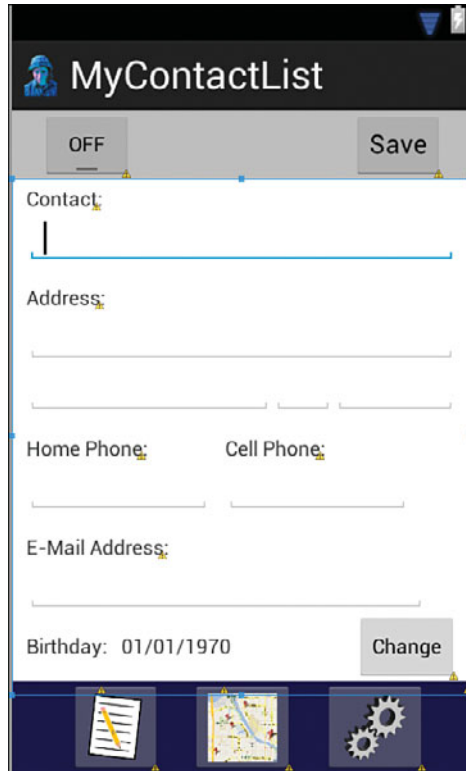 MyContactList
OFF Save
Contact:
Address:
Home Phone: Cell Phone:
E-Mail Address:
Birthday: 01/01/1970 Change